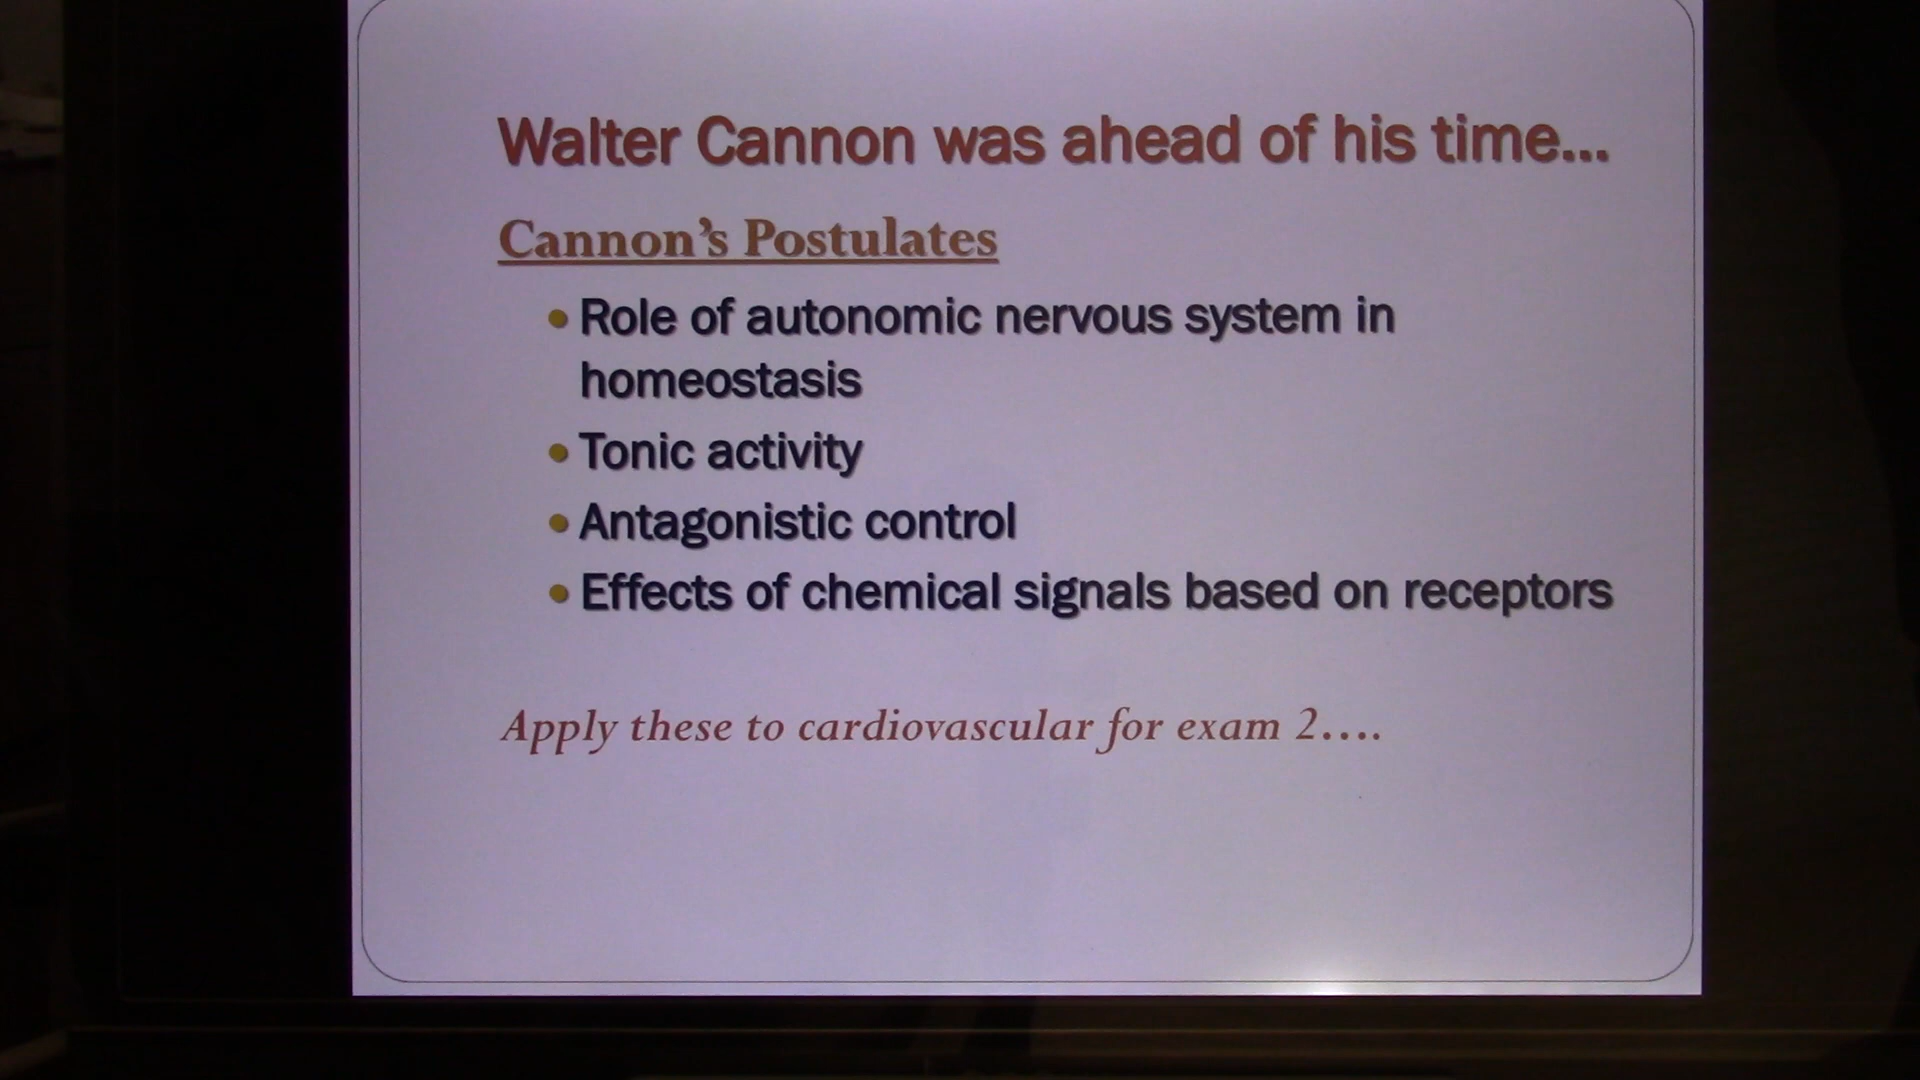 Walter Cannon was ahead of his time...
Cannon's Postulates
• Role of autonomic nervous system in
homeostasis
• Tonic activity
• Antagonistic control
• Effects of chemical signals based on receptors
Apply these to cardiovascular for exam 2....